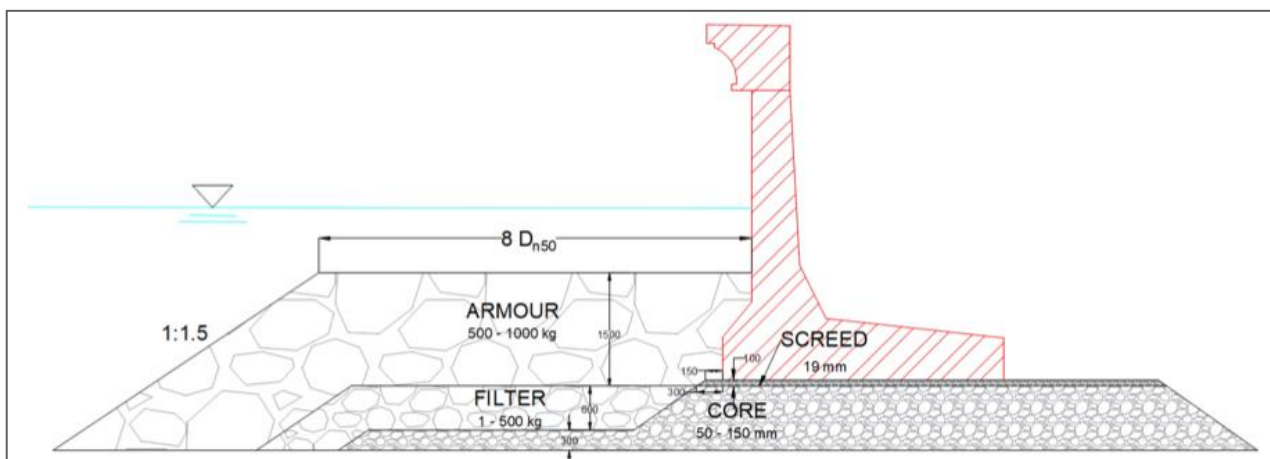 8 Dn50
ARMOUR
500 - 1000 kg
1500
1:1.5
SCREED
19 mm
100
150
300
FILTER
1 - 500 kg
600
CORE
50 - 150 mm
300